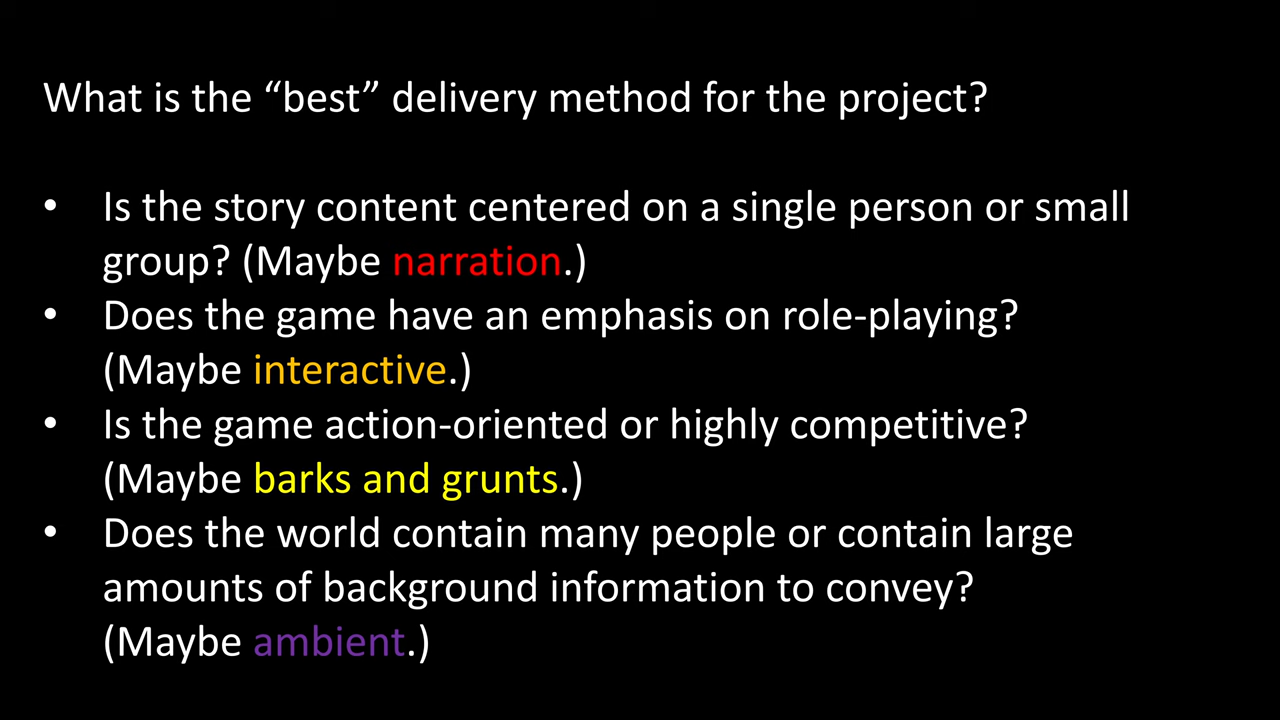 What is the “best” delivery method for the project?
• Is the story content centered on a single person or small
group? (Maybe narration.)
• Does the game have an emphasis on role-playing?
(Maybe interactive.)
• Is the game action-oriented or highly competitive?
(Maybe barks and grunts.)
• Does the world contain many people or contain large
amounts of background information to convey?
(Maybe ambient.)